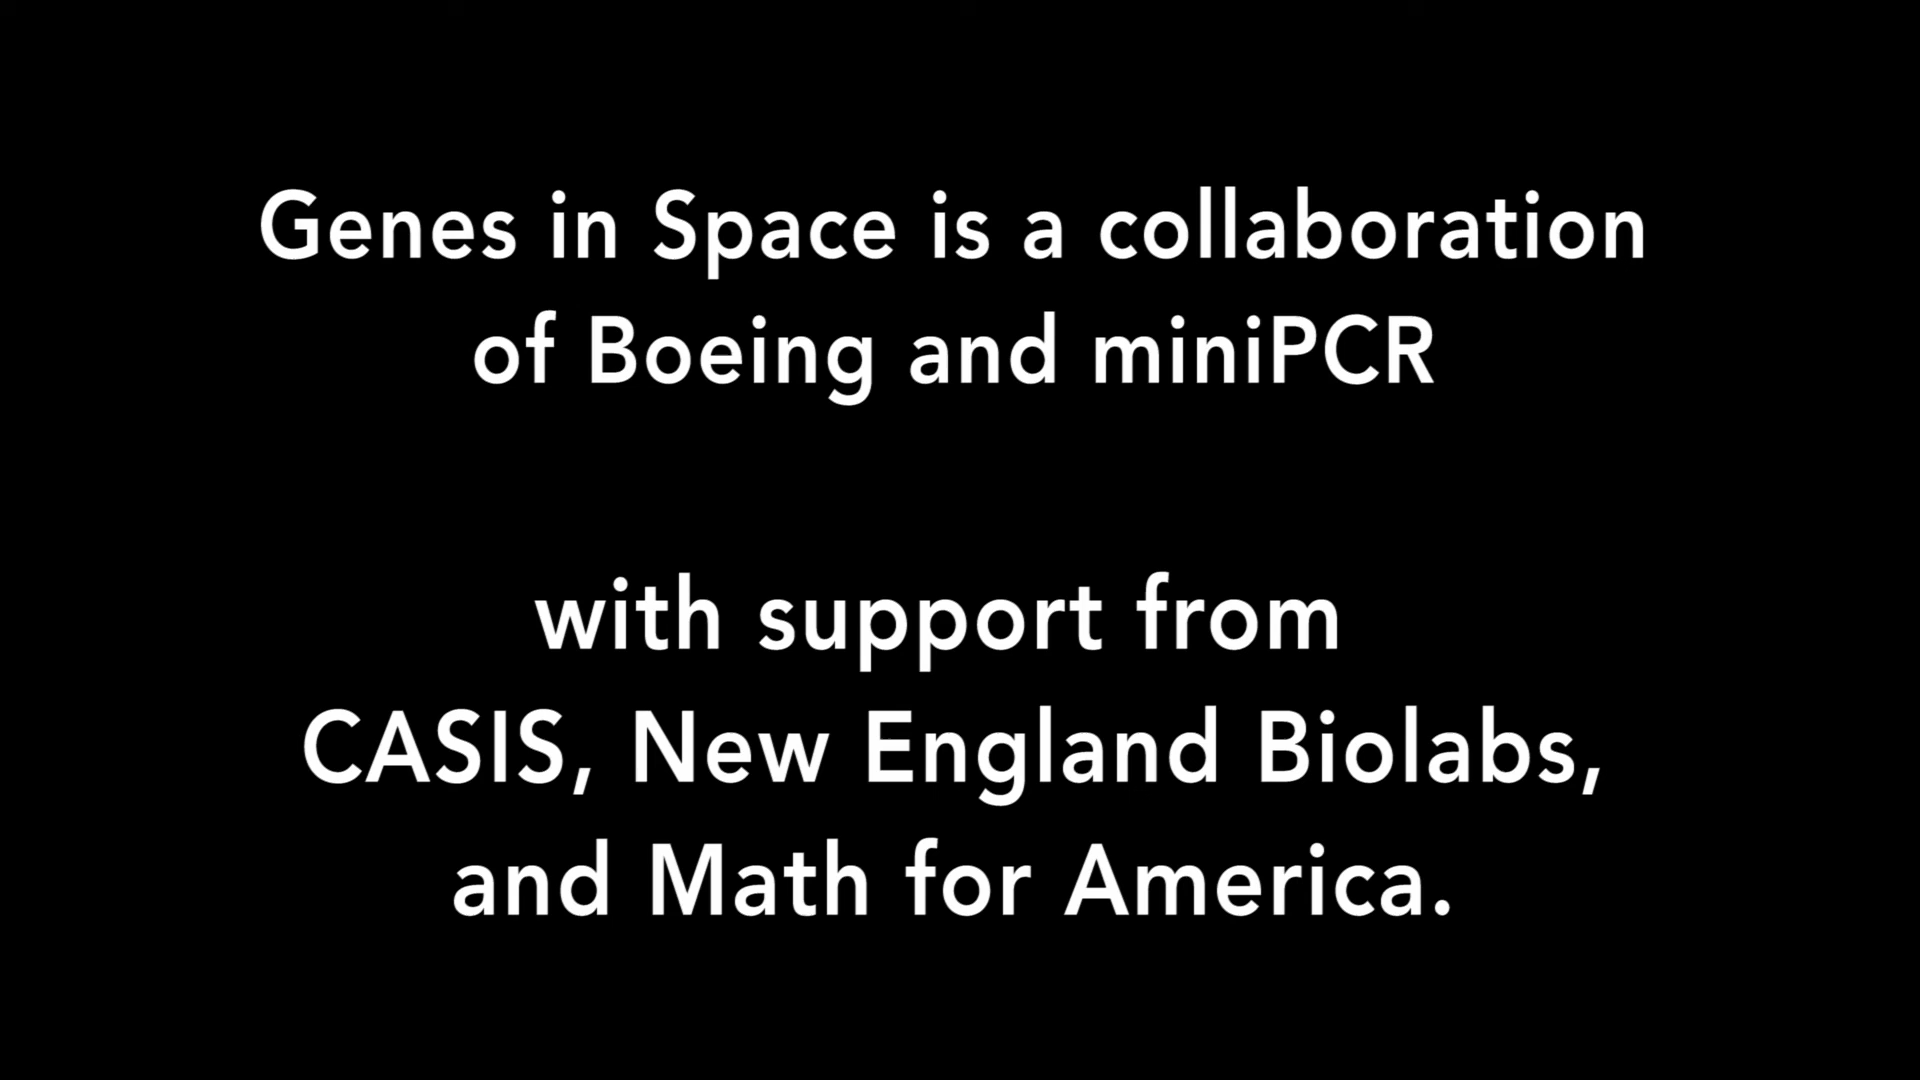 Genes in Space is a collaboration
of Boeing and miniPCR
with support from
CASIS, New England Biolabs,
and Math for America.